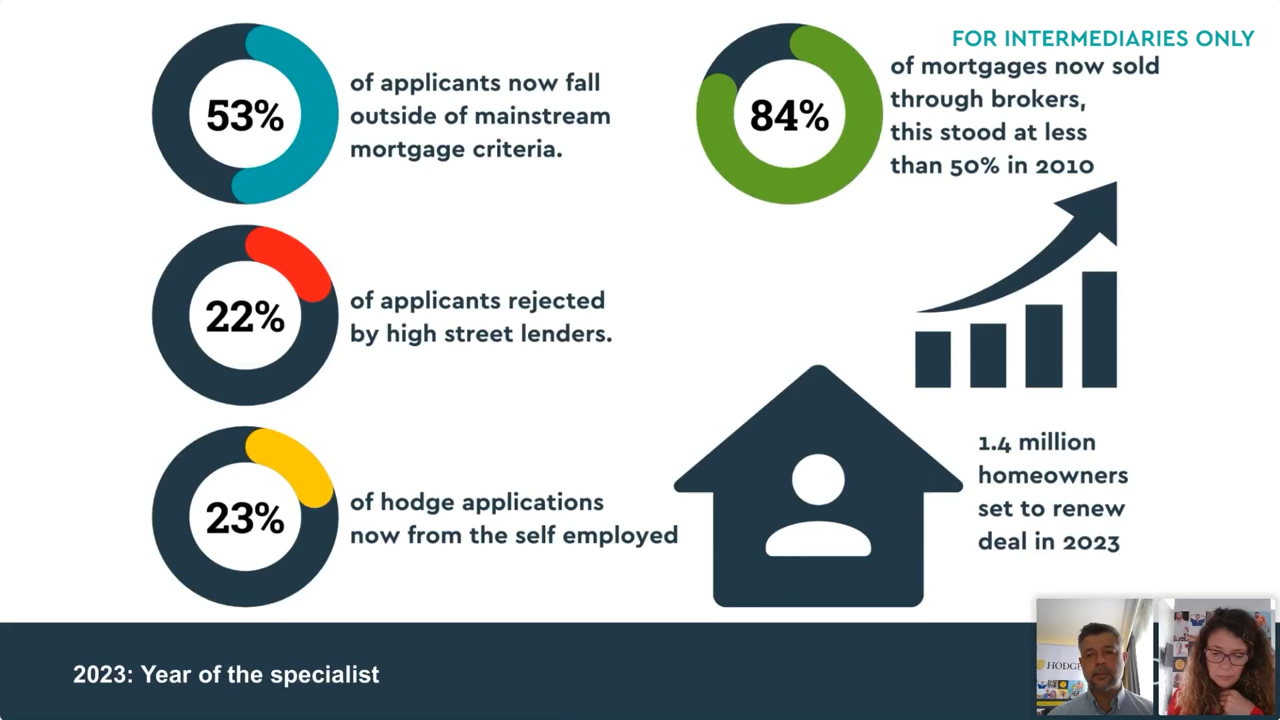 FOR INTERMEDIARIES ONLY
53%
of applicants now fall
outside of mainstream
mortgage criteria.
84%
of mortgages now sold
through brokers,
this stood at less
than 50% in 2010
22%
of applicants rejected
by high street lenders.
23%
of hodge applications
now from the self employed
1.4 million
homeowners
set to renew
deal in 2023
2023: Year of the specialist
HODGE